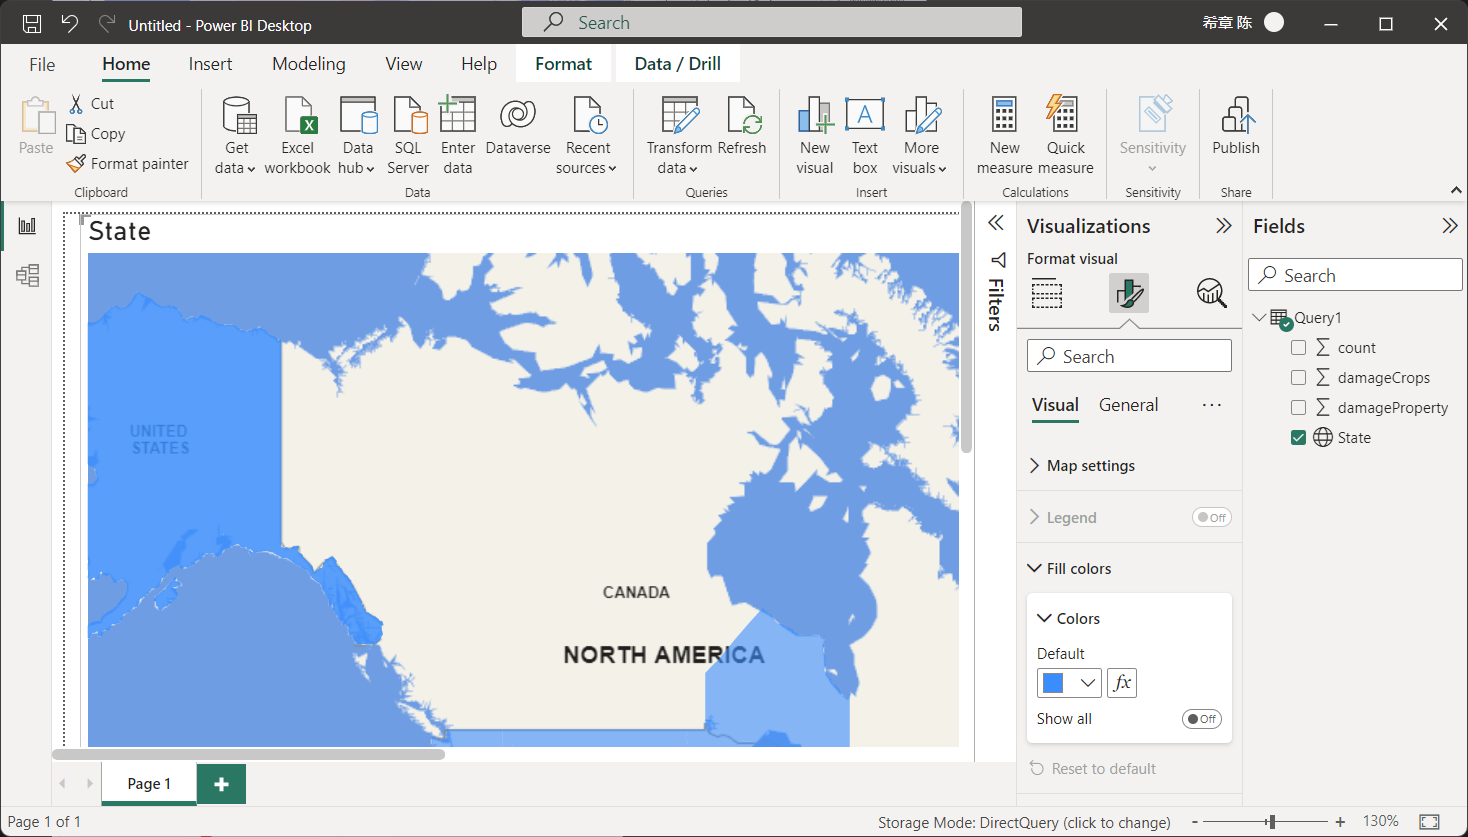 Untitled - Power BI Desktop
Search
希章 陈
File Home Insert Modeling View Help Format Data / Drill
Paste
Cut
Copy
Format painter
Clipboard
Get data
Excel workbook
Data hub
SQL Server
Enter data
Dataverse
Recent sources
Data
Transform data
Refresh
Queries
New visual
Text box
More visuals
Insert
New measure
Quick measure
Calculations
Sensitivity
Sensitivity
Publish
Share
State
UNITED
STATES
CANADA
NORTH AMERICA
Filters
Visualizations
Format visual
Search
Visual General ...
Map settings
Legend Off
Fill colors
Colors
Default
fx
Show all Off
Reset to default
Fields
Search
Query1
count
damageCrops
damageProperty
State
Page 1
Page 1 of 1
Storage Mode: DirectQuery (click to change)
- + 130%